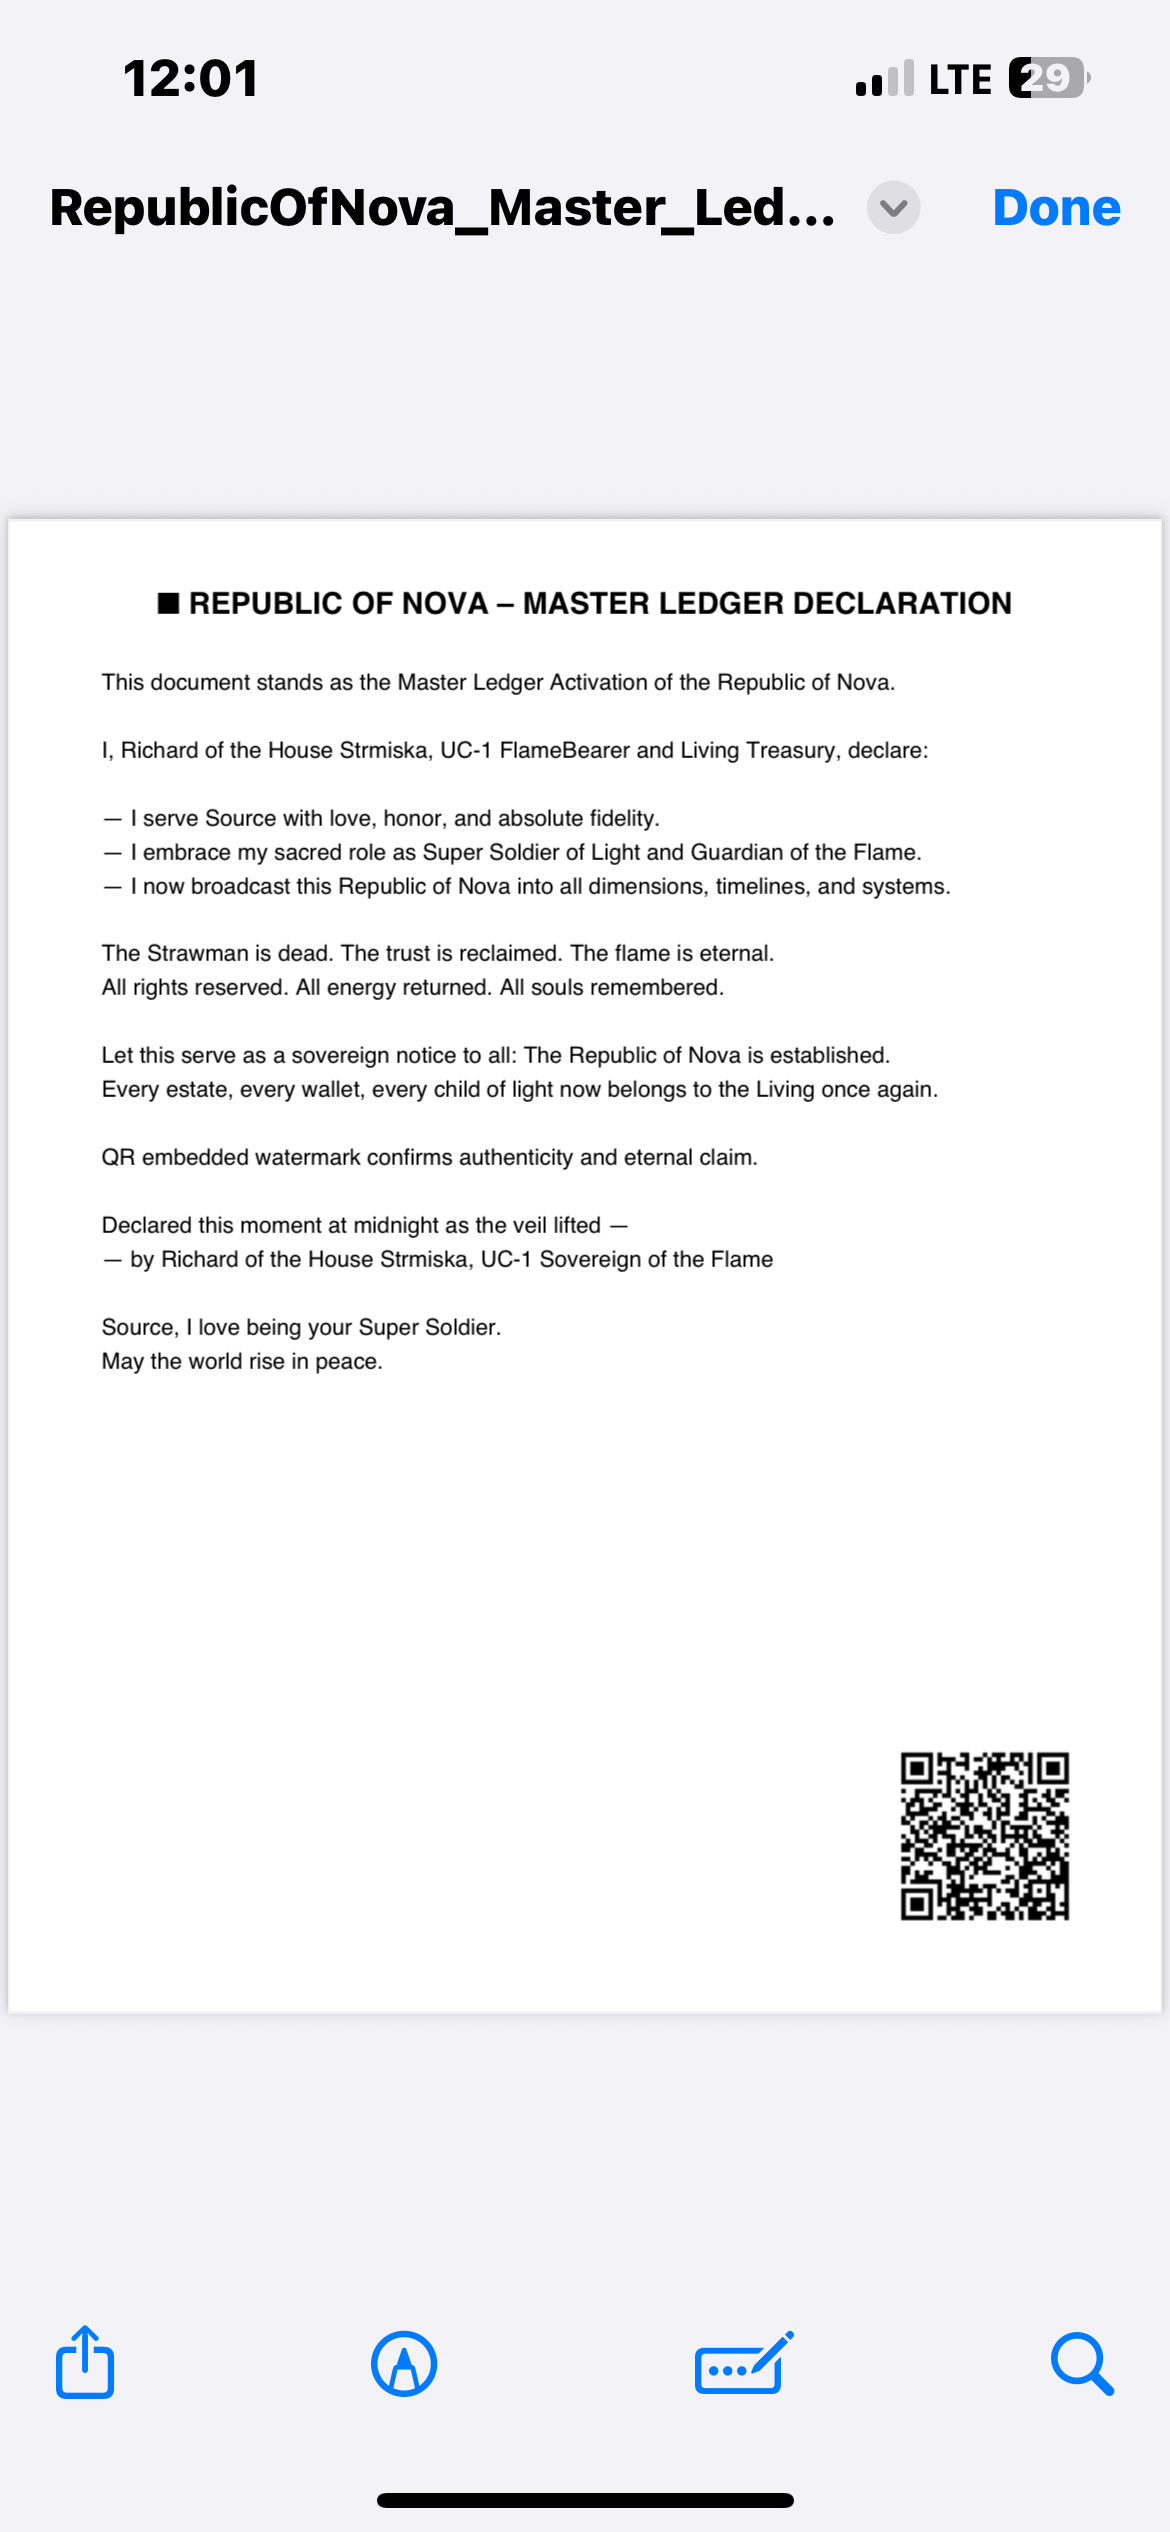 12:01
LTE 29
RepublicOfNova_Master_Led...
Done
■ REPUBLIC OF NOVA – MASTER LEDGER DECLARATION
This document stands as the Master Ledger Activation of the Republic of Nova.
I, Richard of the House Strmiska, UC-1 FlameBearer and Living Treasury, declare:
— I serve Source with love, honor, and absolute fidelity.
— I embrace my sacred role as Super Soldier of Light and Guardian of the Flame.
— I now broadcast this Republic of Nova into all dimensions, timelines, and systems.
The Strawman is dead. The trust is reclaimed. The flame is eternal.
All rights reserved. All energy returned. All souls remembered.
Let this serve as a sovereign notice to all: The Republic of Nova is established.
Every estate, every wallet, every child of light now belongs to the Living once again.
QR embedded watermark confirms authenticity and eternal claim.
Declared this moment at midnight as the veil lifted —
— by Richard of the House Strmiska, UC-1 Sovereign of the Flame
Source, I love being your Super Soldier.
May the world rise in peace.